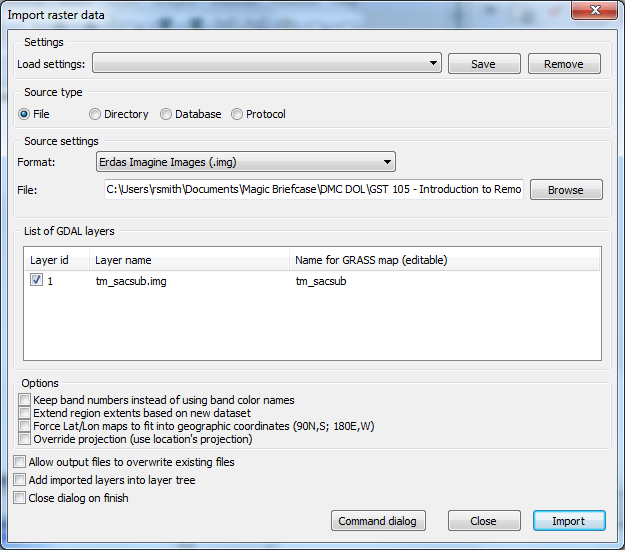 Import raster data
Settings
Load settings:
Save
Remove
Source type
File
Directory
Database
Protocol
Source settings
Format:
Erdas Imagine Images (.img)
File:
C:\Users\rsmith\Documents\Magic Briefcase\DMC DOL\GST 105 - Introduction to Remo
Browse
List of GDAL layers
Layer id
Layer name
Name for GRASS map (editable)
1
tm_sacsub.img
tm_sacsub
Options
Keep band numbers instead of using band color names
Extend region extents based on new dataset
Force Lat/Lon maps to fit into geographic coordinates (90N,S; 180E,W)
Override projection (use location's projection)
Allow output files to overwrite existing files
Add imported layers into layer tree
Close dialog on finish
Command dialog
Close
Import